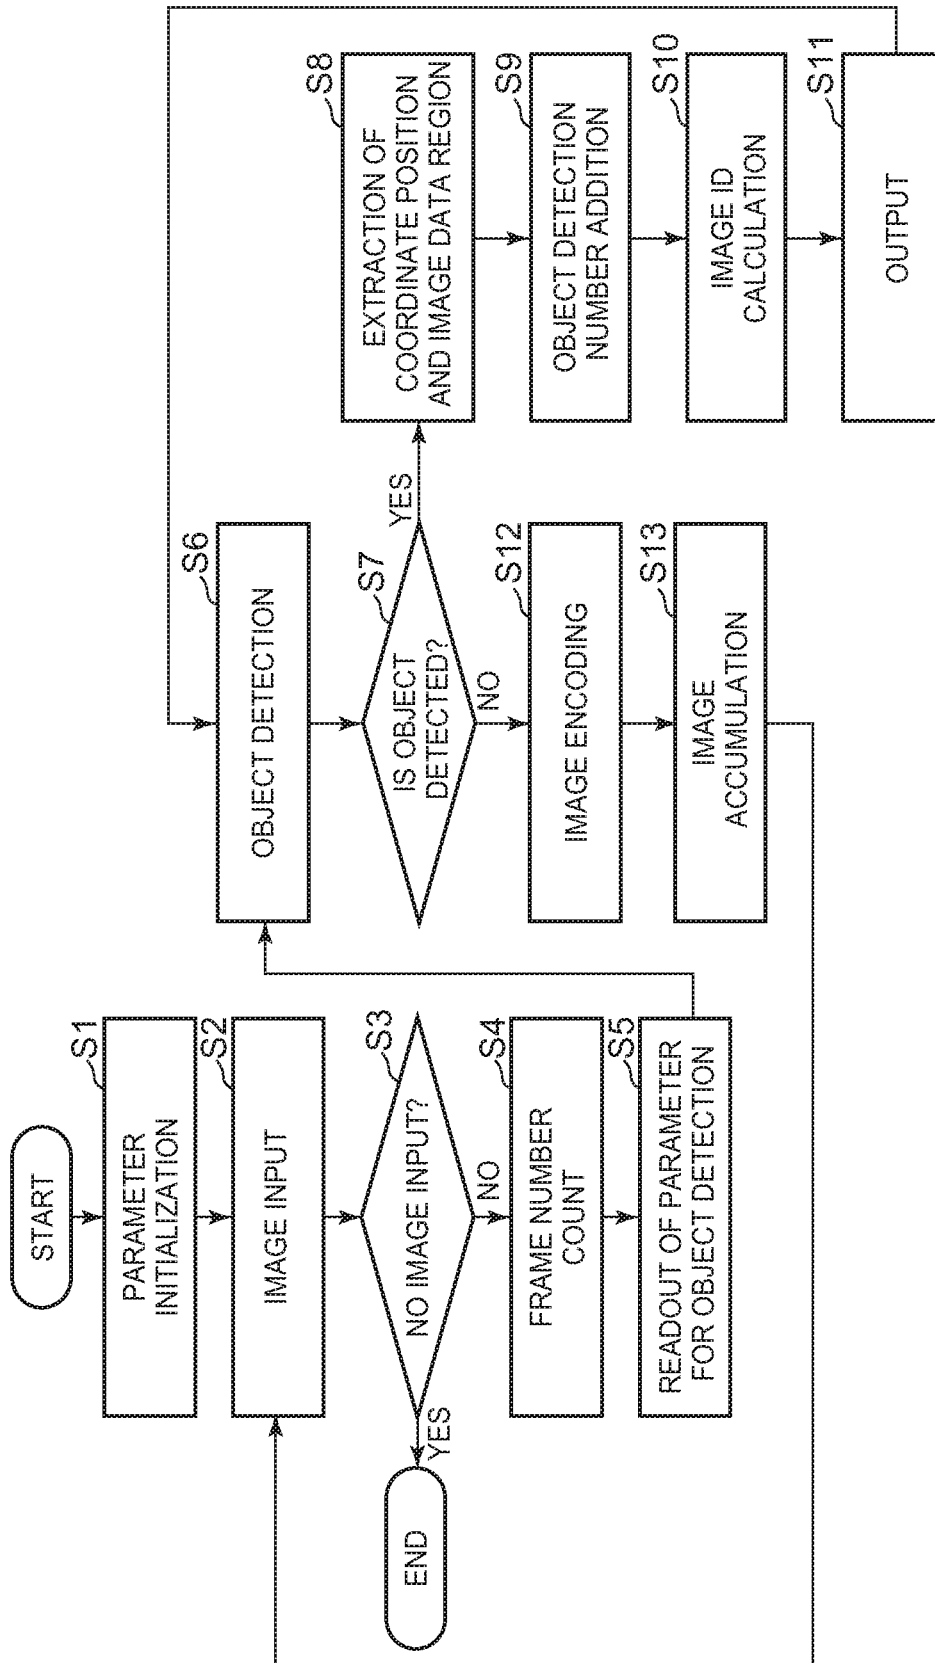 START
S1
PARAMETER
INITIALIZATION
S2
IMAGE INPUT
S3
NO IMAGE INPUT?
YES
END
NO
S4
FRAME NUMBER
COUNT
S5
READOUT OF PARAMETER
FOR OBJECT DETECTION
S6
OBJECT DETECTION
S7
IS OBJECT
DETECTED?
YES
NO
S12
IMAGE ENCODING
S13
IMAGE
ACCUMULATION
S8
EXTRACTION OF
COORDINATE POSITION
AND IMAGE DATA REGION
S9
OBJECT DETECTION
NUMBER ADDITION
S10
IMAGE ID
CALCULATION
S11
OUTPUT